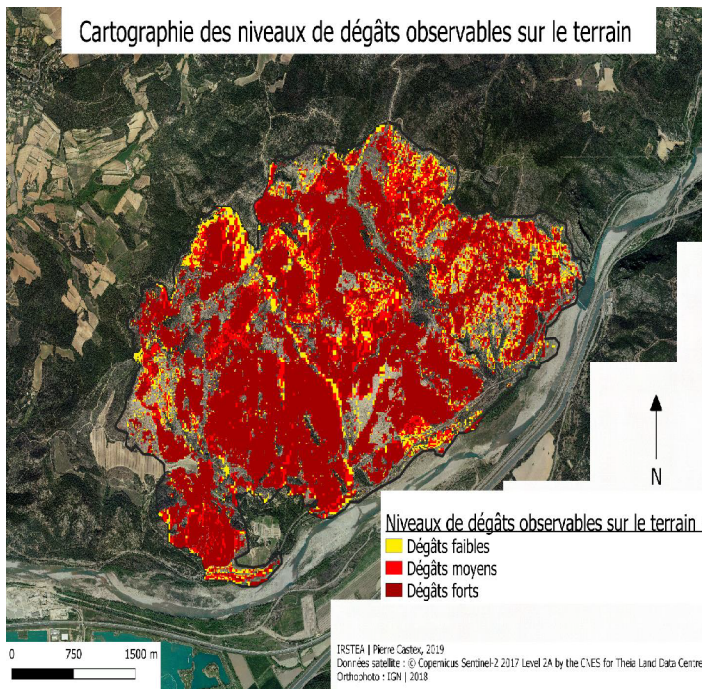 Cartographie des niveaux de dégâts observables sur le terrain
N
Niveaux de dégâts observables sur le terrain
Dégâts faibles
Dégâts moyens
Dégâts forts
0 750 1500 m
IRSTEA | Pierre Castex, 2019
Données satellite : © Copernicus Sentinel-2 2017 Level 2A by the CNES for Theia Land Data Centre
Orthophoto : IGN | 2018